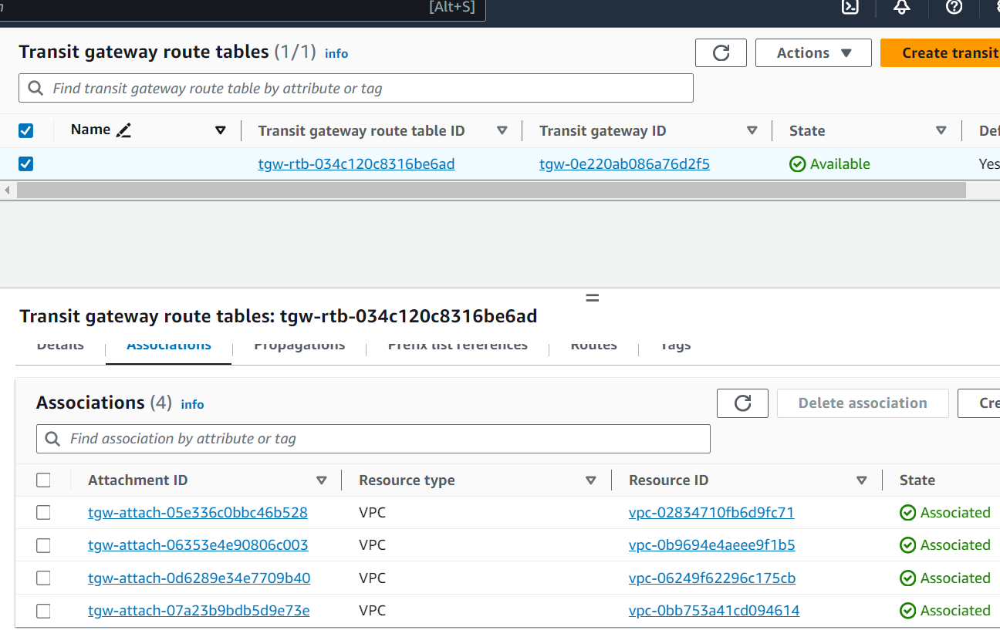 [Alt+S]
Transit gateway route tables (1/1) info
Actions
Create transit
Find transit gateway route table by attribute or tag
Name Transit gateway route table ID Transit gateway ID State Def
tgw-rtb-034c120c8316be6ad tgw-0e220ab086a76d2f5 Available Yes
Transit gateway route tables: tgw-rtb-034c120c8316be6ad
Details Associations Propagations Prefix list references Routes Tags
Associations (4) info
Delete association
Cre
Find association by attribute or tag
Attachment ID Resource type Resource ID State
tgw-attach-05e336c0bbc46b528 VPC vpc-02834710fb6d9fc71 Associated
tgw-attach-06353e4e90806c003 VPC vpc-0b9694e4aeee9f1b5 Associated
tgw-attach-0d6289e34e7709b40 VPC vpc-06249f62296c175cb Associated
tgw-attach-07a23b9bdb5d9e73e VPC vpc-0bb753a41cd094614 Associated